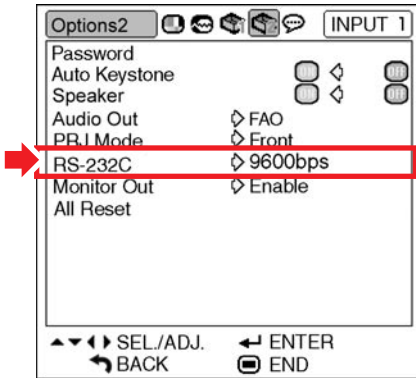 Options2 INPUT 1
Password
Auto Keystone
Speaker
Audio Out FAO
PRJ Mode Front
RS-232C 9600bps
Monitor Out Enable
All Reset
SEL./ADJ. ENTER
BACK END